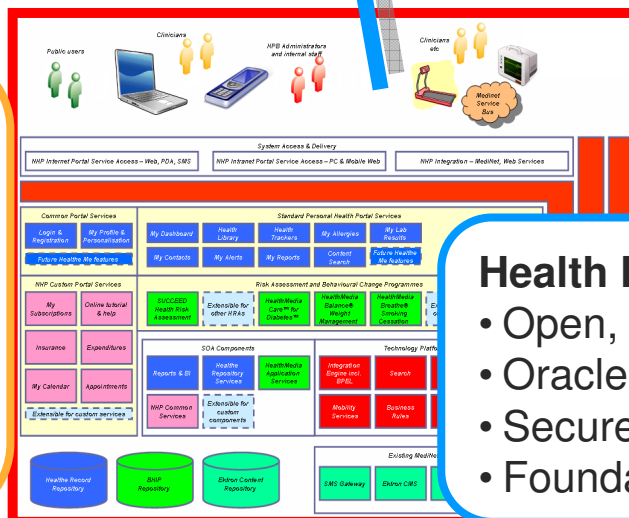 Public users
Clinicians
HPB Administrators
and internal staff
Clinicians
etc
Medinet
Service
Bus
System Access & Delivery
NHP Internet Portal Service Access – Web, PDA, SMS
NHP Intranet Portal Service Access – PC & Mobile Web
NHP Integration – MediNet, Web Services
Common Portal Services
Login &
Registration
My Profile &
Personalisation
Future Healthe Me features
Standard Personal Health Portal Services
My Dashboard
Health
Library
Health
Trackers
My Allergies
My Lab
Results
My Contacts
My Alerts
My Reports
Content
Search
Future Healthe
Me features
NHP Custom Portal Services
My
Subscriptions
Online tutorial
& help
Insurance
Expenditures
My Calendar
Appointments
Extensible for custom services
Risk Assessment and Behavioural Change Programmes
SUCCEED
Health Risk
Assessment
Extensible for
other HRAs
HealthMedia
Care™ for
Diabetes™
HealthMedia
Balance®
Weight
Management
HealthMedia
Breathe®
Smoking
Cessation
SOA Components
Reports & BI
Healthe
Repository
Services
HealthMedia
Application
Services
NHP Common
Services
Extensible for
custom
components
Technology Platfo
Integration
Engine incl.
BPEL
Search
Mobility
Services
Business
Rules
Healthe Record
Repository
BHIP
Repository
Ektron Content
Repository
Existing MediNe
SMS Gateway
Ektron CMS
Health
• Open,
• Oracle
• Secure
• Founda